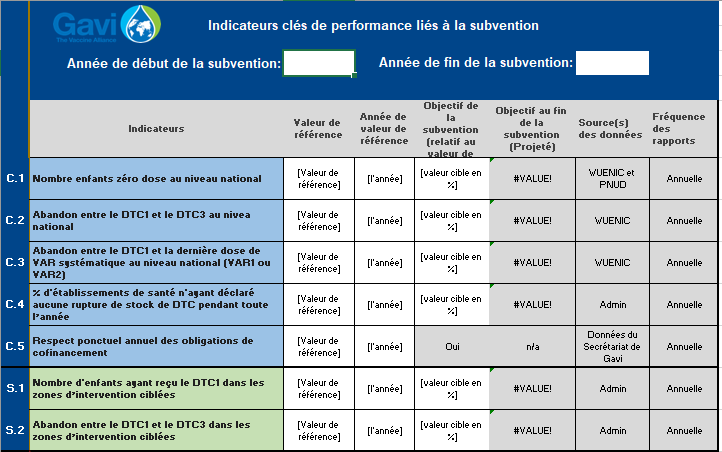 Gavi
The Vaccine Alliance
Indicateurs clés de performance liés à la subvention
Année de début de la subvention:
Année de fin de la subvention:
Indicateurs
Valeur de
référence
Année de
valeur de
référence
Objectif de
la
subvention
(relatif au
valeur de
Objectif au fin
de la
subvention
(Projeté)
Source(s)
des données
Fréquence
des
rapports
C.1
Nombre enfants zéro dose au niveau national
[Valeur de
référence]
[l'année]
[valeur cible en
%]
#VALUE!
WUENIC et
PNUD
Annuelle
C.2
Abandon entre le DTC1 et le DTC3 au nivea
national
[Valeur de
référence]
[l'année]
[valeur cible en
%]
#VALUE!
WUENIC
Annuelle
C.3
Abandon entre le DTC1 et la dernière dose de
VAR systématique au niveau national (VAR1 ou
VAR2)
[Valeur de
référence]
[l'année]
[valeur cible en
%]
#VALUE!
WUENIC
Annuelle
C.4
% d'établissements de santé n'ayant déclaré
aucune rupture de stock de DTC pendant toute
l'année
[Valeur de
référence]
[l'année]
[valeur cible en
%]
#VALUE!
Admin
Annuelle
C.5
Respect ponctuel annuel des obligations de
cofinancement
[Valeur de
référence]
[l'année]
Oui
n/a
Données du
Secrétariat de
Gavi
Annuelle
S.1
Nombre d'enfants ayant reçu le DTC1 dans les
zones d'intervention ciblées
[Valeur de
référence]
[l'année]
[valeur cible en
%]
#VALUE!
Admin
Annuelle
S.2
Abandon entre le DTC1 et le DTC3 dans les
zones d'intervention ciblées
[Valeur de
référence]
[l'année]
[valeur cible en
%]
#VALUE!
Admin
Annuelle